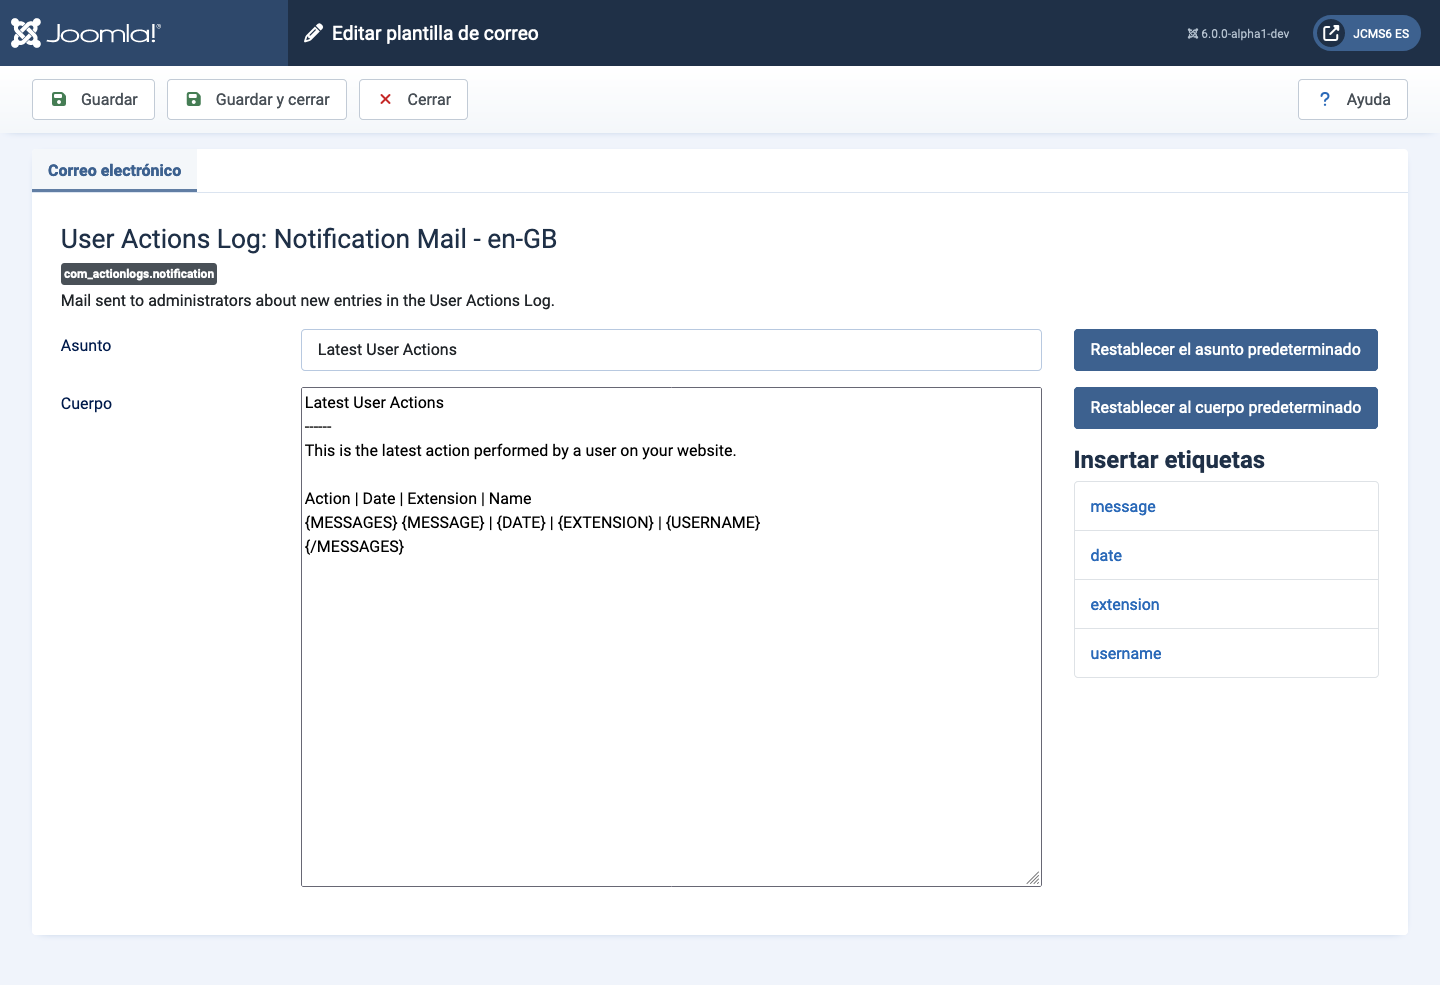 Joomla!®
Editar plantilla de correo
6.0.0-alpha1-dev
JCMS6 ES
Guardar
Guardar y cerrar
Cerrar
? Ayuda
Correo electrónico
User Actions Log: Notification Mail - en-GB
com_actionlogs.notification
Mail sent to administrators about new entries in the User Actions Log.
Asunto
Latest User Actions
Restablecer el asunto predeterminado
Cuerpo
Latest User Actions
------
This is the latest action performed by a user on your website.
Action | Date | Extension | Name
{MESSAGES} {MESSAGE} | {DATE} | {EXTENSION} | {USERNAME}
{/MESSAGES}
Restablecer al cuerpo predeterminado
Insertar etiquetas
message
date
extension
username